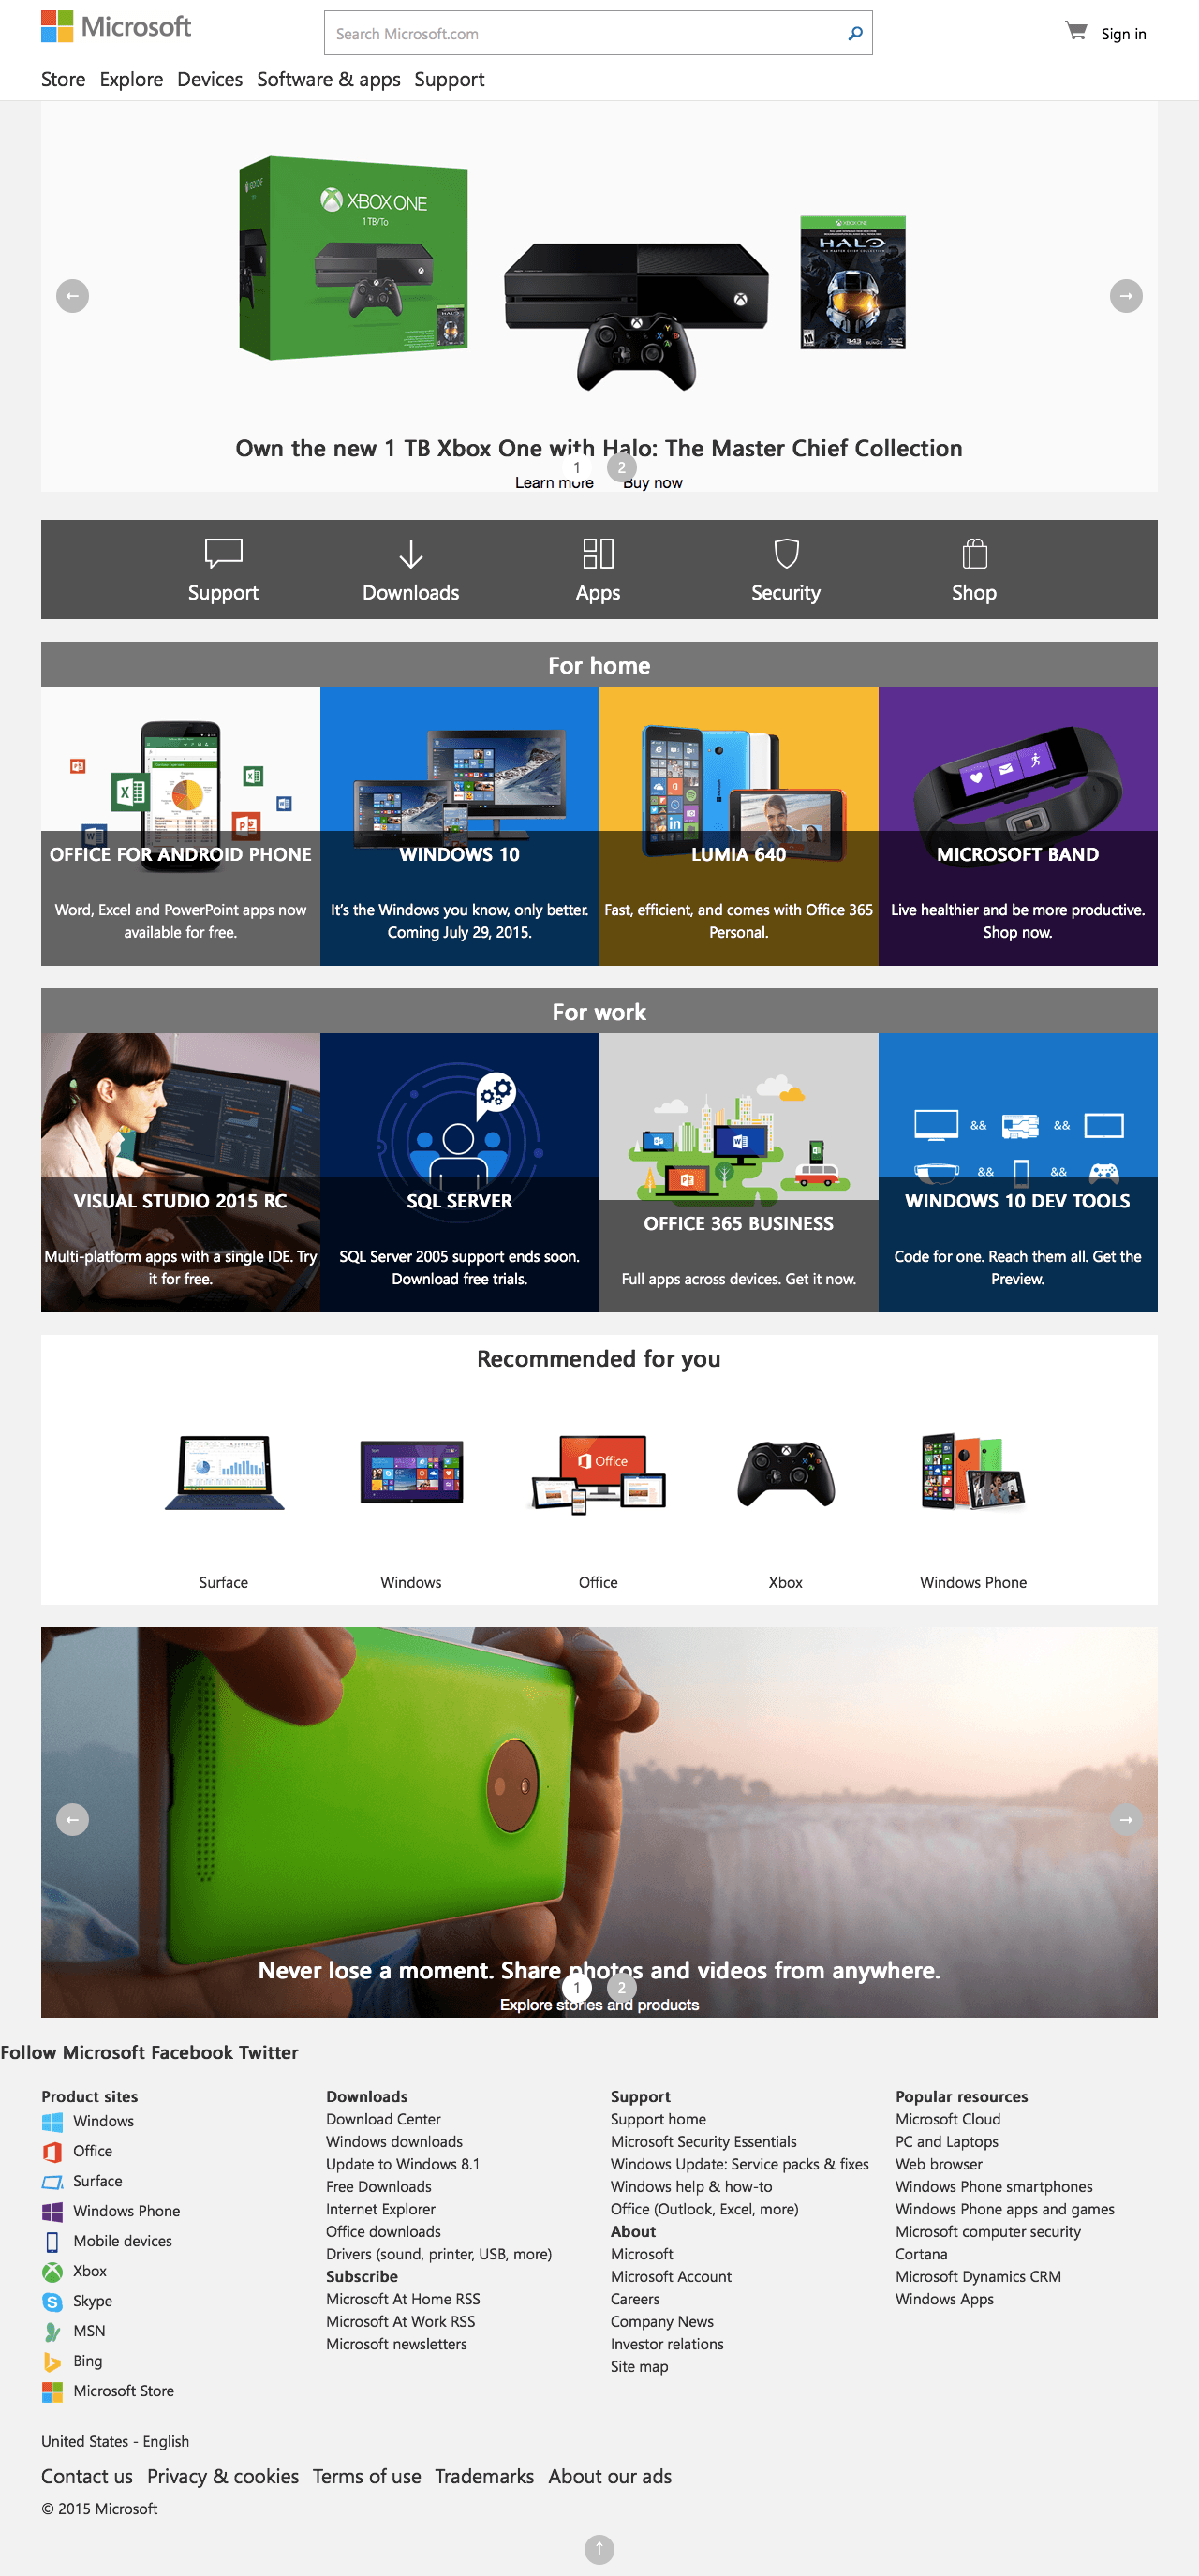 Microsoft
Search Microsoft.com
Sign in
Store Explore Devices Software & apps Support
XBOX ONE
1TB/To
XBOX ONE
HALO
THE MASTER CHIEF COLLECTION
343
←
→
Own the new 1 TB Xbox One with Halo: The Master Chief Collection
1 2
Learn more Buy now
Support Downloads Apps Security Shop
For home
OFFICE FOR ANDROID PHONE
Word, Excel and PowerPoint apps now
available for free.
WINDOWS 10
It's the Windows you know, only better.
Coming July 29, 2015.
LUMIA 640
Fast, efficient, and comes with Office 365
Personal.
MICROSOFT BAND
Live healthier and be more productive.
Shop now.
For work
VISUAL STUDIO 2015 RC
Multi-platform apps with a single IDE. Try
it for free.
SQL SERVER
SQL Server 2005 support ends soon.
Download free trials.
OFFICE 365 BUSINESS
Full apps across devices. Get it now.
&& &&
&& &&
WINDOWS 10 DEV TOOLS
Code for one. Reach them all. Get the
Preview.
Recommended for you
Office
Surface Windows Office Xbox Windows Phone
←
→
Never lose a moment. Share photos and videos from anywhere.
1 2
Explore stories and products
Follow Microsoft Facebook Twitter
Product sites
Windows
Office
Surface
Windows Phone
Mobile devices
Xbox
Skype
MSN
Bing
Microsoft Store
Downloads
Download Center
Windows downloads
Update to Windows 8.1
Free Downloads
Internet Explorer
Office downloads
Drivers (sound, printer, USB, more)
Subscribe
Microsoft At Home RSS
Microsoft At Work RSS
Microsoft newsletters
Support
Support home
Microsoft Security Essentials
Windows Update: Service packs & fixes
Windows help & how-to
Office (Outlook, Excel, more)
About
Microsoft
Microsoft Account
Careers
Company News
Investor relations
Site map
Popular resources
Microsoft Cloud
PC and Laptops
Web browser
Windows Phone smartphones
Windows Phone apps and games
Microsoft computer security
Cortana
Microsoft Dynamics CRM
Windows Apps
United States - English
Contact us Privacy & cookies Terms of use Trademarks About our ads
© 2015 Microsoft
↑